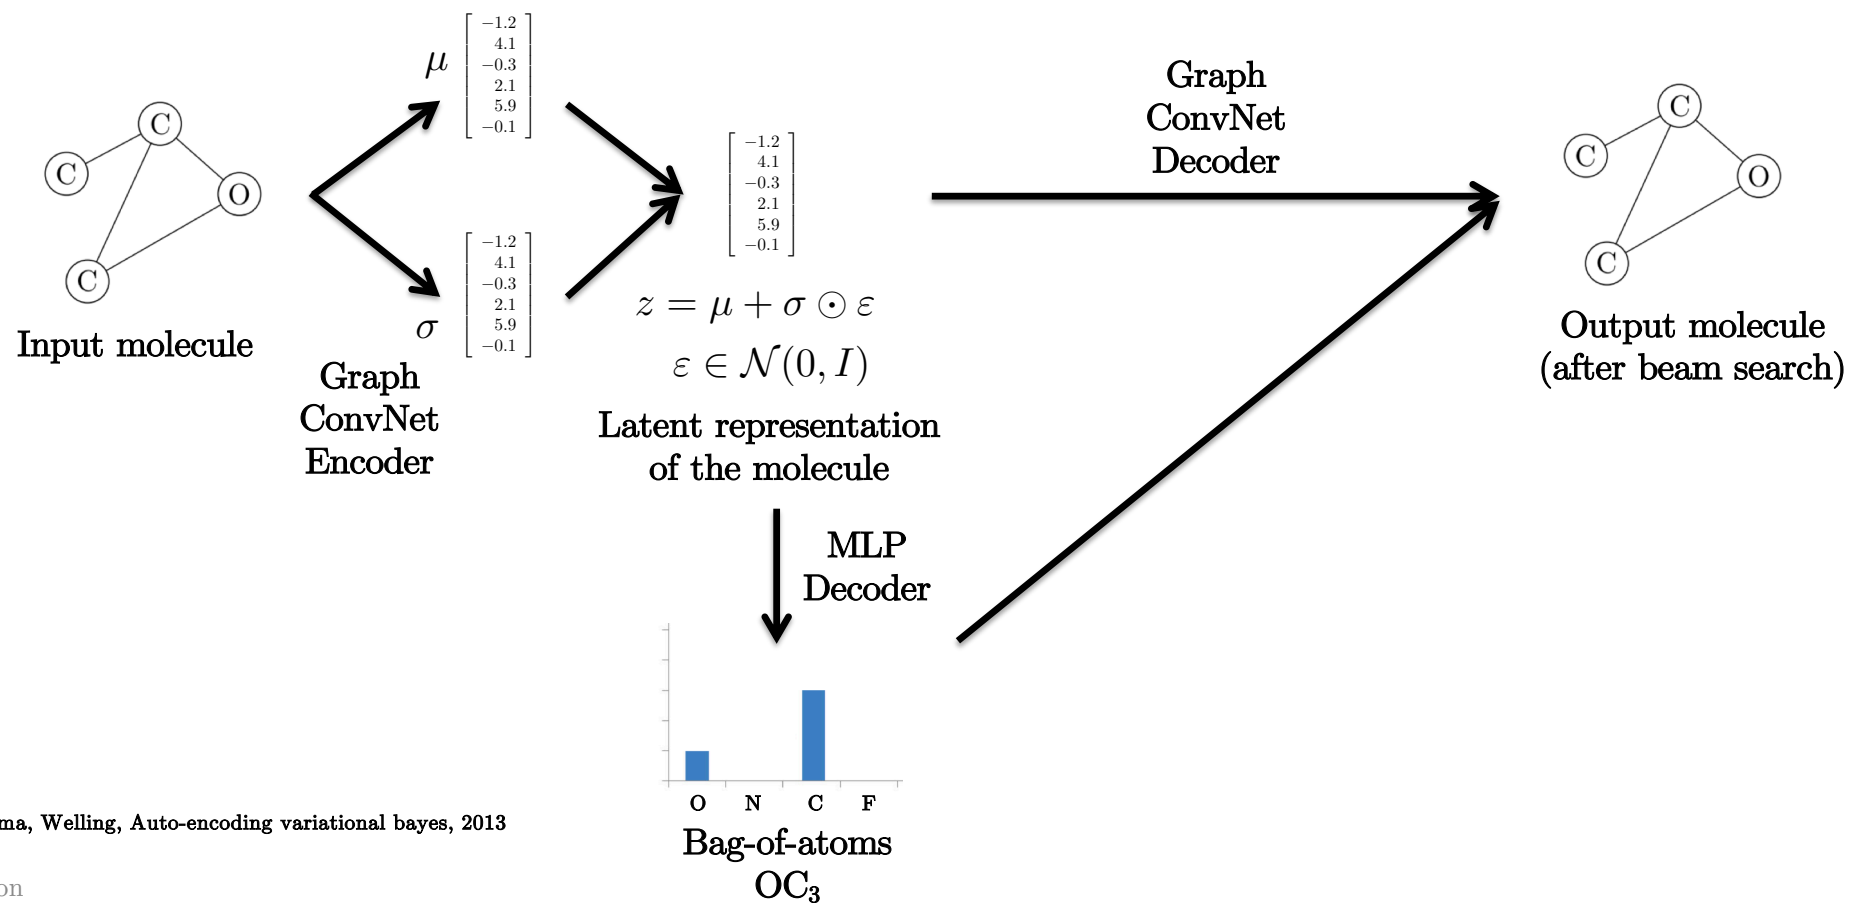 μ
−1.2
4.1
−0.3
2.1
5.9
−0.1
C
C
O
C
Input molecule
σ
−1.2
4.1
−0.3
2.1
5.9
−0.1
Graph
ConvNet
Encoder
−1.2
4.1
−0.3
2.1
5.9
−0.1
z = μ + σ ⊙ ε
ε ∈ 𝒩(0, I)
Latent representation
of the molecule
MLP
Decoder
O N C F
Bag-of-atoms
OC₃
Graph
ConvNet
Decoder
C
C
O
C
Output molecule
(after beam search)
ma, Welling, Auto-encoding variational bayes, 2013
on